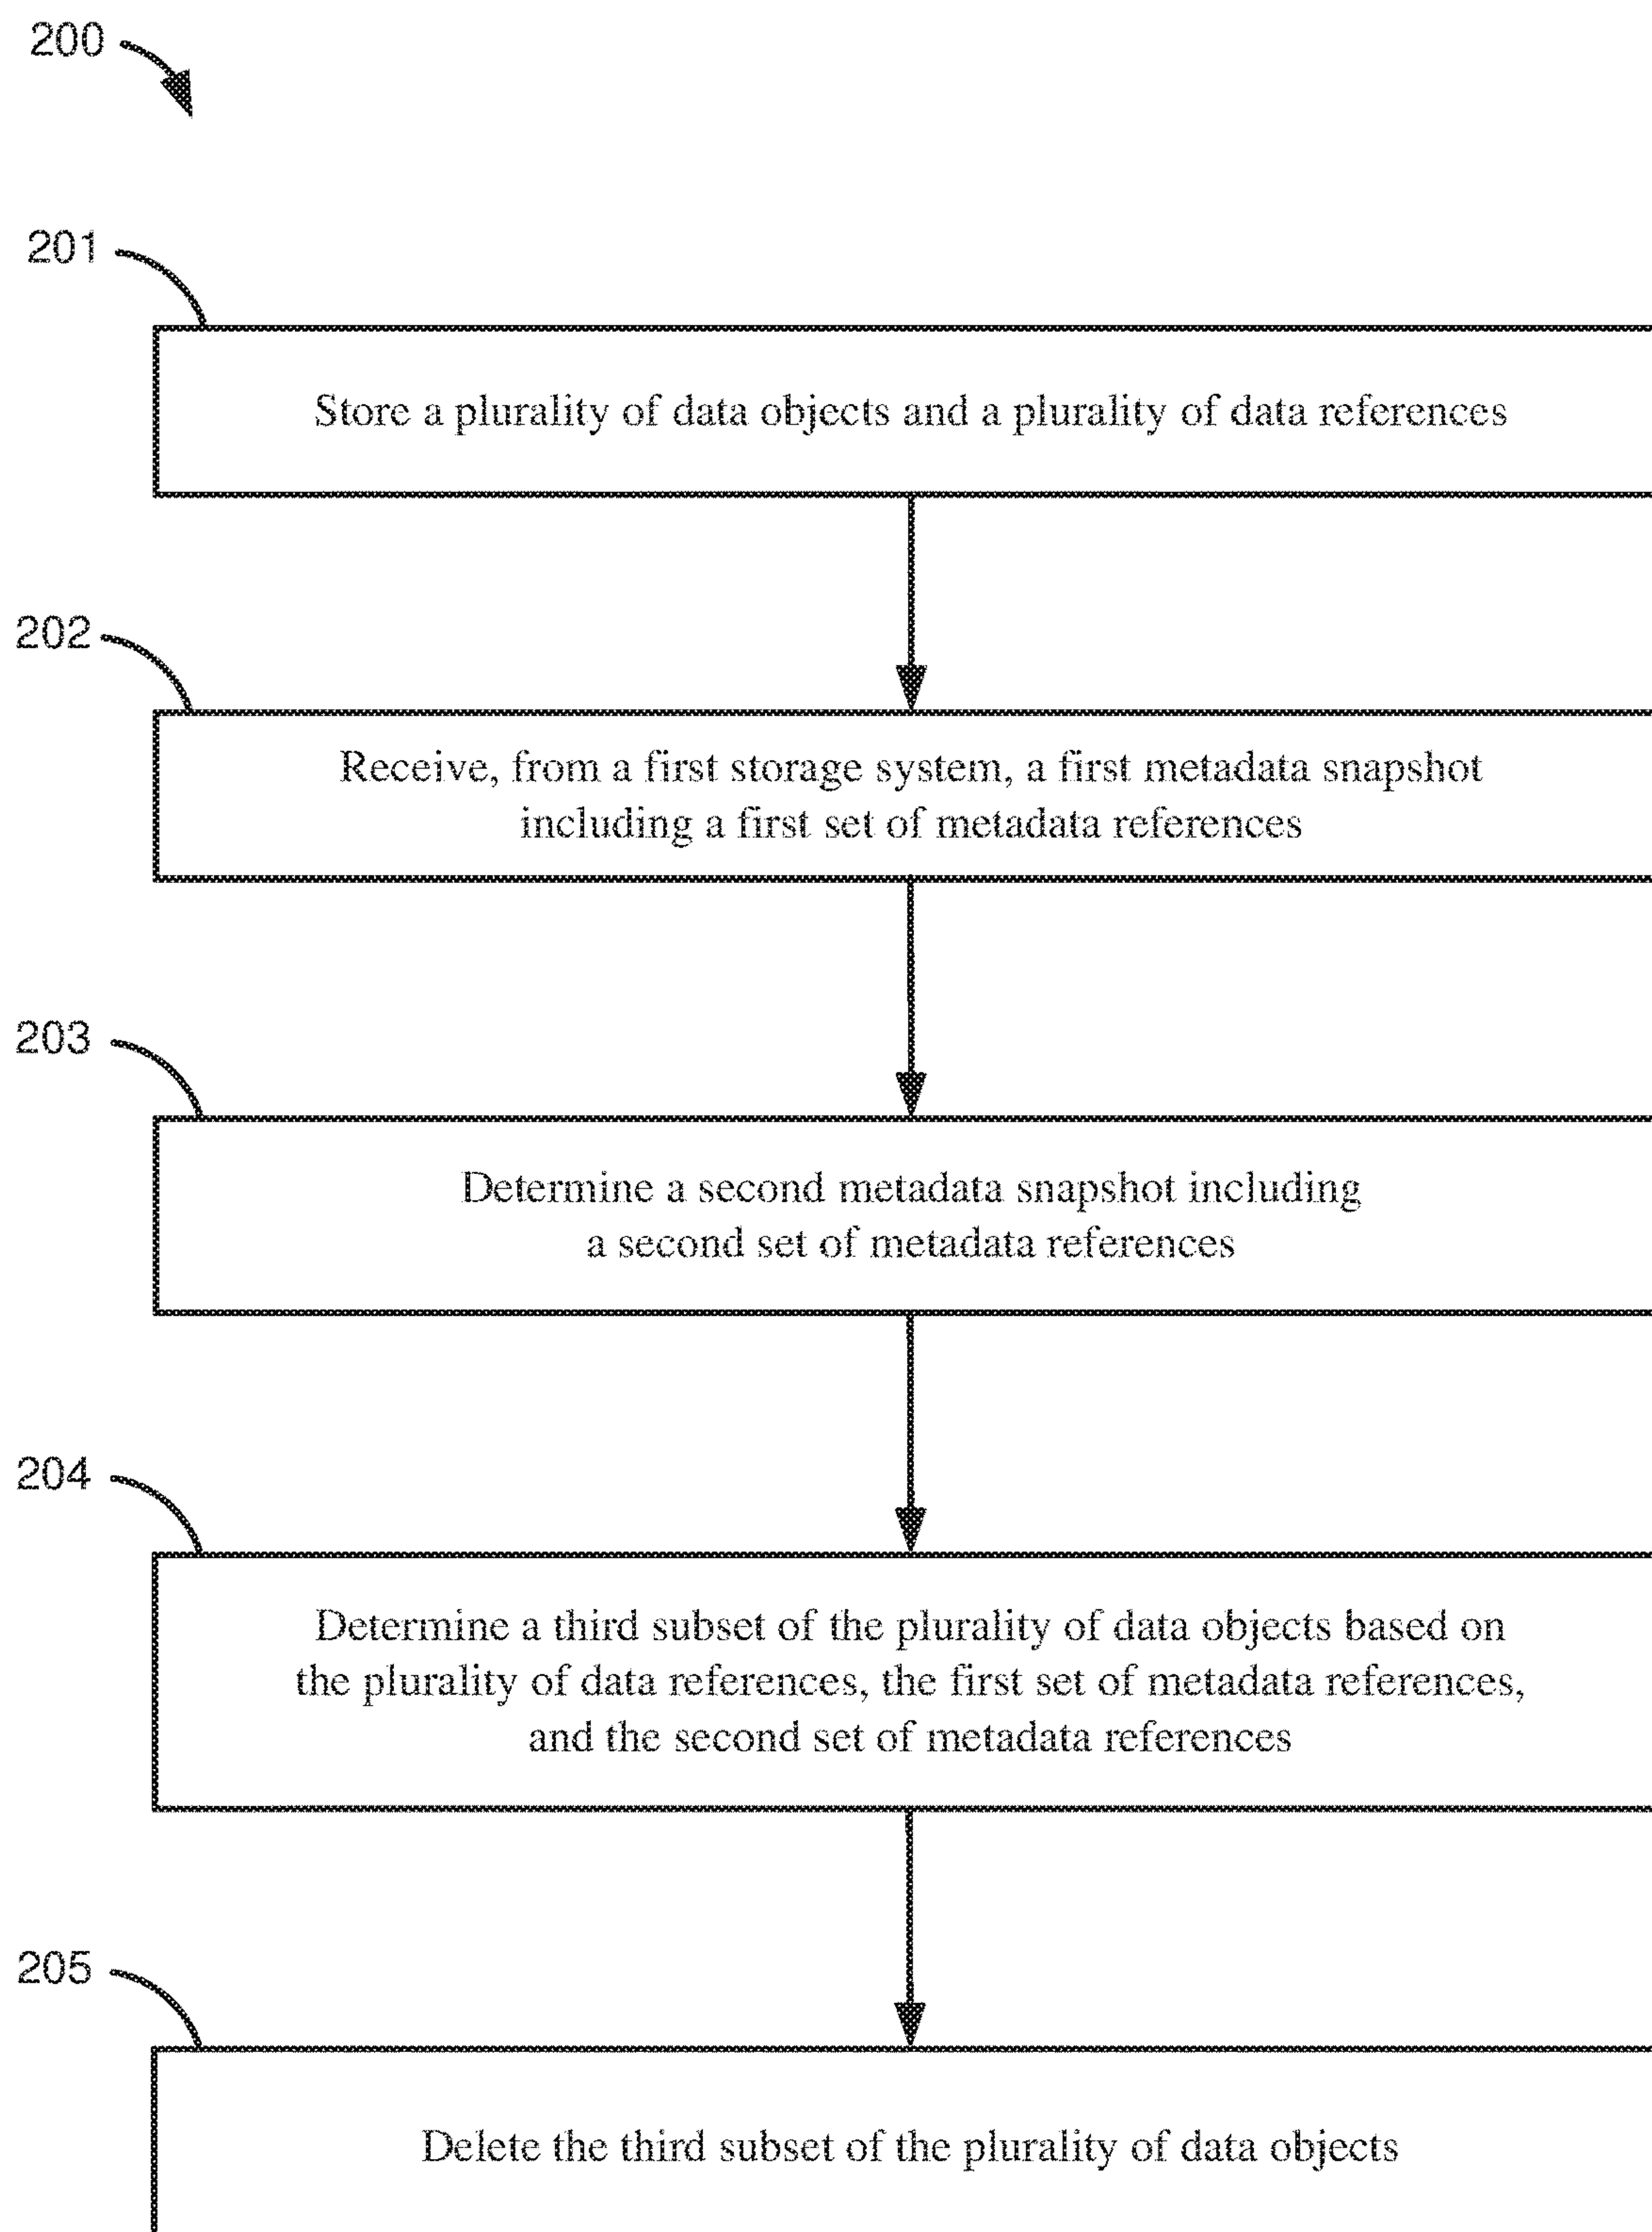 200
201
Store a plurality of data objects and a plurality of data references
202
Receive, from a first storage system, a first metadata snapshot
including a first set of metadata references
203
Determine a second metadata snapshot including
a second set of metadata references
204
Determine a third subset of the plurality of data objects based on
the plurality of data references, the first set of metadata references,
and the second set of metadata references
205
Delete the third subset of the plurality of data objects